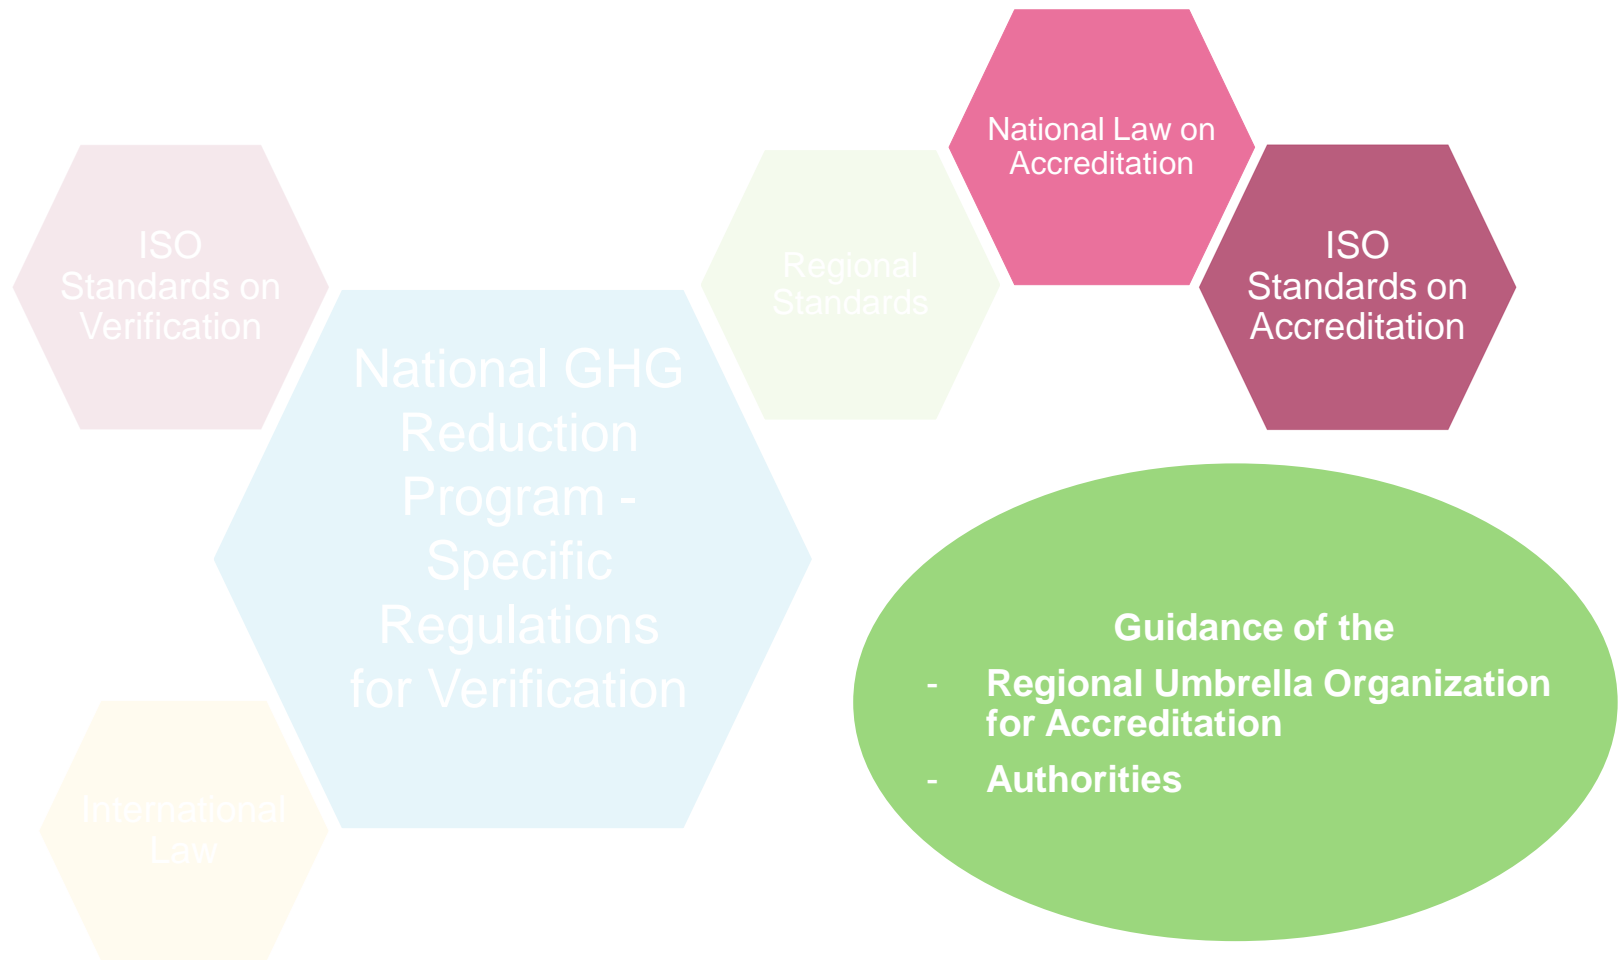 National Law on
Accreditation
ISO
Standards on
Verification
Regional
Standards
ISO
Standards on
Accreditation
National GHG
Reduction
Program -
Specific
Regulations
for Verification
Guidance of the
- Regional Umbrella Organization
for Accreditation
- Authorities
International
Law